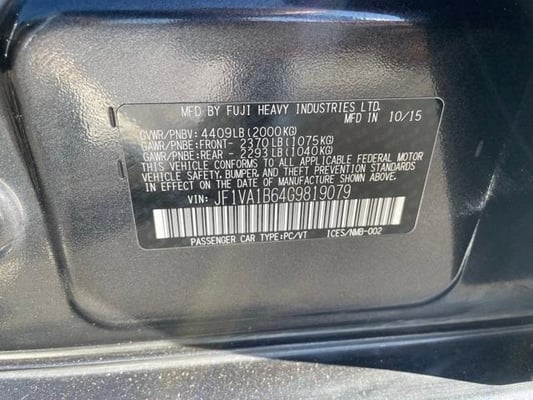 MFD BY FUJI HEAVY INDUSTRIES LTD.
MFD IN 10/15
GVWR/PNBV: 4409LB(2000KG)
GAWR/PNBE:FRONT- 2370LB(1075KG)
GAWR/PNBE:REAR - 2293LB(1040KG)
THIS VEHICLE CONFORMS TO ALL APPLICABLE FEDERAL MOTOR
VEHICLE SAFETY,BUMPER,AND THEFT PREVENTION STANDARDS
IN EFFECT ON THE DATE OF MANUFACTURE SHOWN ABOVE.
VIN: JF1VA1B64G9819079
PASSENGER CAR TYPE:PC/VT ICES/NMB-002